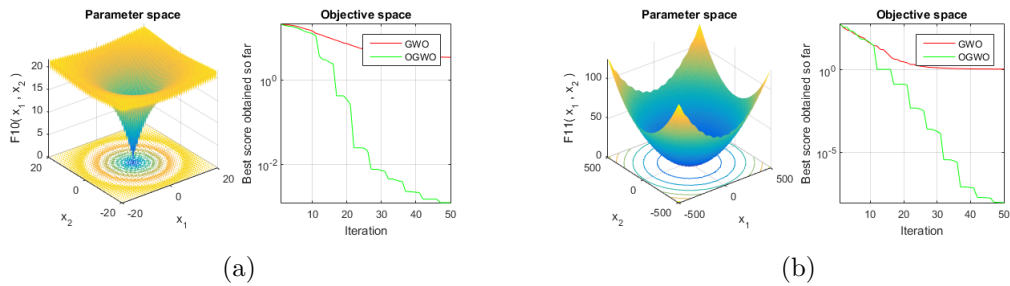 Parameter space
Objective space
F10( x1 , x2 )
20
15
10
5
0
20
0
-20
x2
-20
0
20
x1
Best score obtained so far
10^0
10^-2
GWO
OGWO
10 20 30 40 50
Iteration
(a)
Parameter space
Objective space
F11( x1 , x2 )
100
50
0
500
0
-500
x2
-500
0
500
x1
Best score obtained so far
10^0
10^-5
GWO
OGWO
10 20 30 40 50
Iteration
(b)